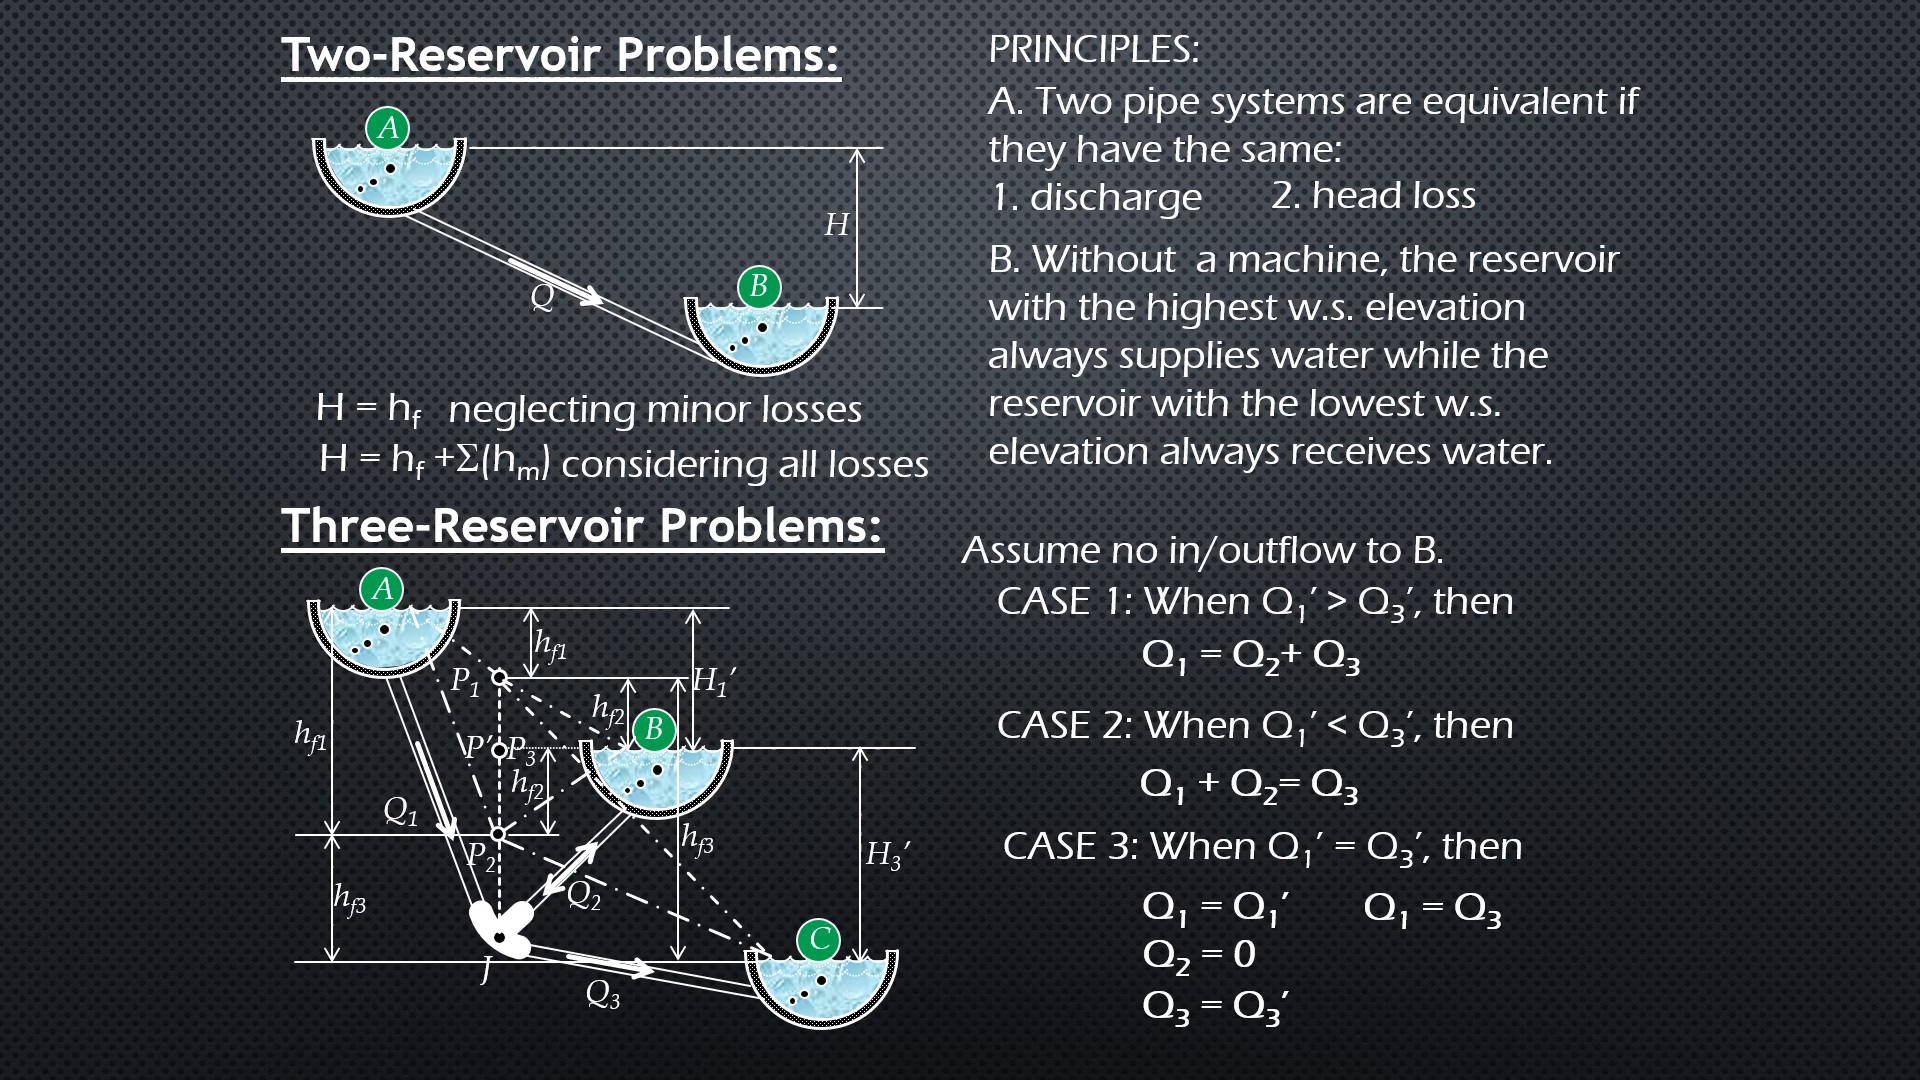 Two-Reservoir Problems:
A
H
B
Q
H = hf neglecting minor losses
H = hf +Σ(hm) considering all losses
Three-Reservoir Problems:
A
hf1
P1
H1′
hf2
B
hf1
P′
P3
hf2
Q1
hf3
P2
H3′
hf3
Q2
C
J
Q3
PRINCIPLES:
A. Two pipe systems are equivalent if
they have the same:
1. discharge 2. head loss
B. Without a machine, the reservoir
with the highest w.s. elevation
always supplies water while the
reservoir with the lowest w.s.
elevation always receives water.
Assume no in/outflow to B.
CASE 1: When Q1′ > Q3′, then
Q1 = Q2+ Q3
CASE 2: When Q1′ < Q3′, then
Q1 + Q2= Q3
CASE 3: When Q1′ = Q3′, then
Q1 = Q1′ Q1 = Q3
Q2 = 0
Q3 = Q3′